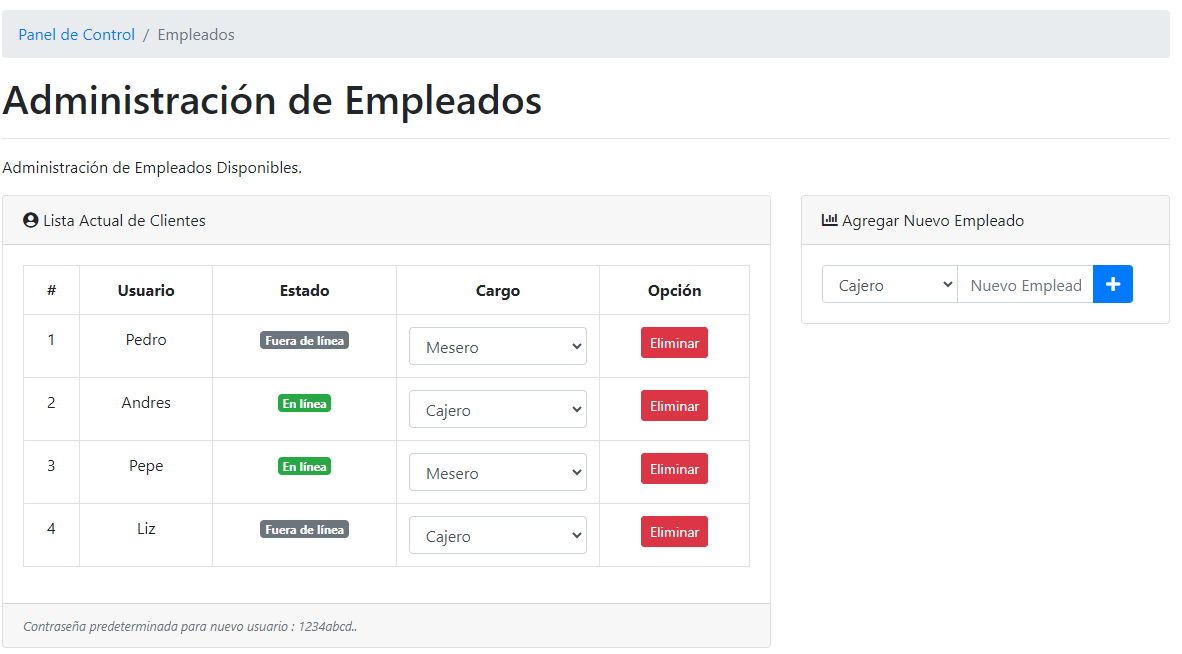 Panel de Control / Empleados
Administración de Empleados
Administración de Empleados Disponibles.
Lista Actual de Clientes
# Usuario Estado Cargo Opción
1 Pedro Fuera de línea Mesero Eliminar
2 Andres En línea Cajero Eliminar
3 Pepe En línea Mesero Eliminar
4 Liz Fuera de línea Cajero Eliminar
Contraseña predeterminada para nuevo usuario : 1234abcd..
Agregar Nuevo Empleado
Cajero Nuevo Emplead +